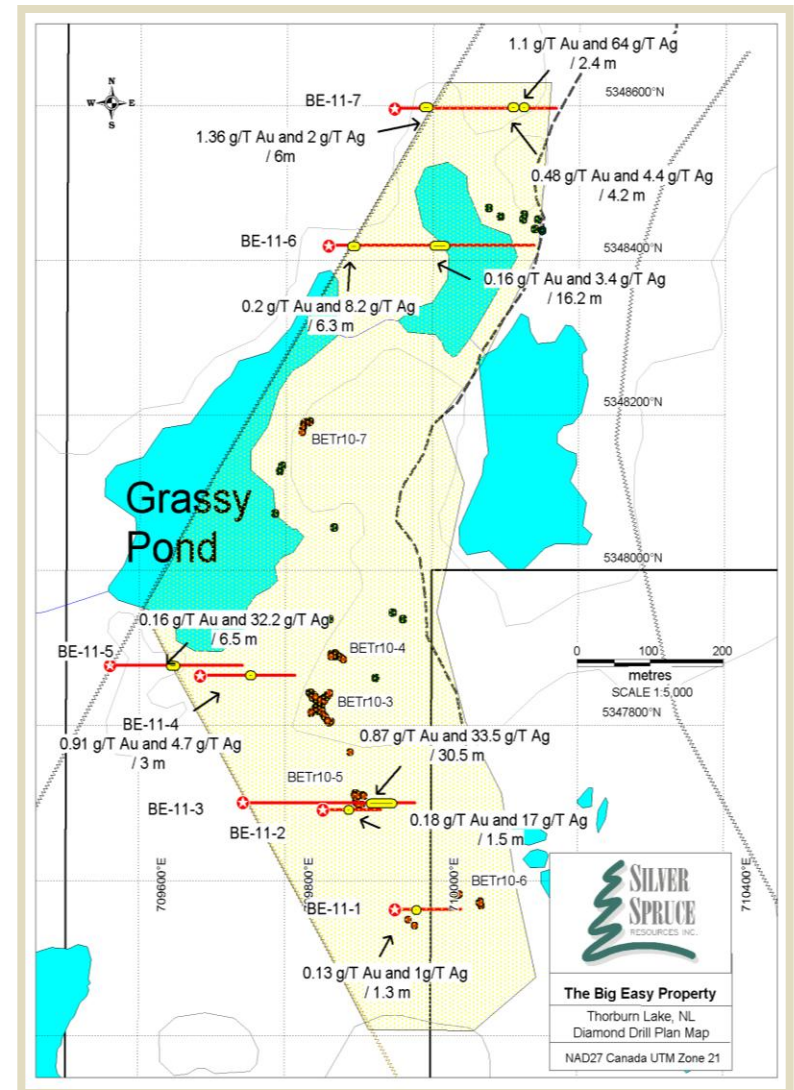 1.1 g/T Au and 64 g/T Ag
/ 2.4 m
N
W E
S
BE-11-7
5348600°N
1.36 g/T Au and 2 g/T Ag
/ 6m
0.48 g/T Au and 4.4 g/T Ag
/ 4.2 m
BE-11-6
5348400°N
0.16 g/T Au and 3.4 g/T Ag
/ 16.2 m
0.2 g/T Au and 8.2 g/T Ag
/ 6.3 m
5348200°N
BETr10-7
Grassy
Pond
5348000°N
0.16 g/T Au and 32.2 g/T Ag
/ 6.5 m
BE-11-5
BETr10-4
0 100 200
metres
SCALE 1:5,000
BETr10-3
5347800°N
BE-11-4
0.91 g/T Au and 4.7 g/T Ag
/ 3 m
0.87 g/T Au and 33.5 g/T Ag
/ 30.5 m
BETr10-5
BE-11-3
0.18 g/T Au and 17 g/T Ag
/ 1.5 m
BE-11-2
709600°E
709800°E
710000°E
710400°E
BETr10-6
BE-11-1
0.13 g/T Au and 1g/T Ag
/ 1.3 m
SILVER
SPRUCE
RESOURCES INC.
The Big Easy Property
Thorburn Lake, NL
Diamond Drill Plan Map
NAD27 Canada UTM Zone 21